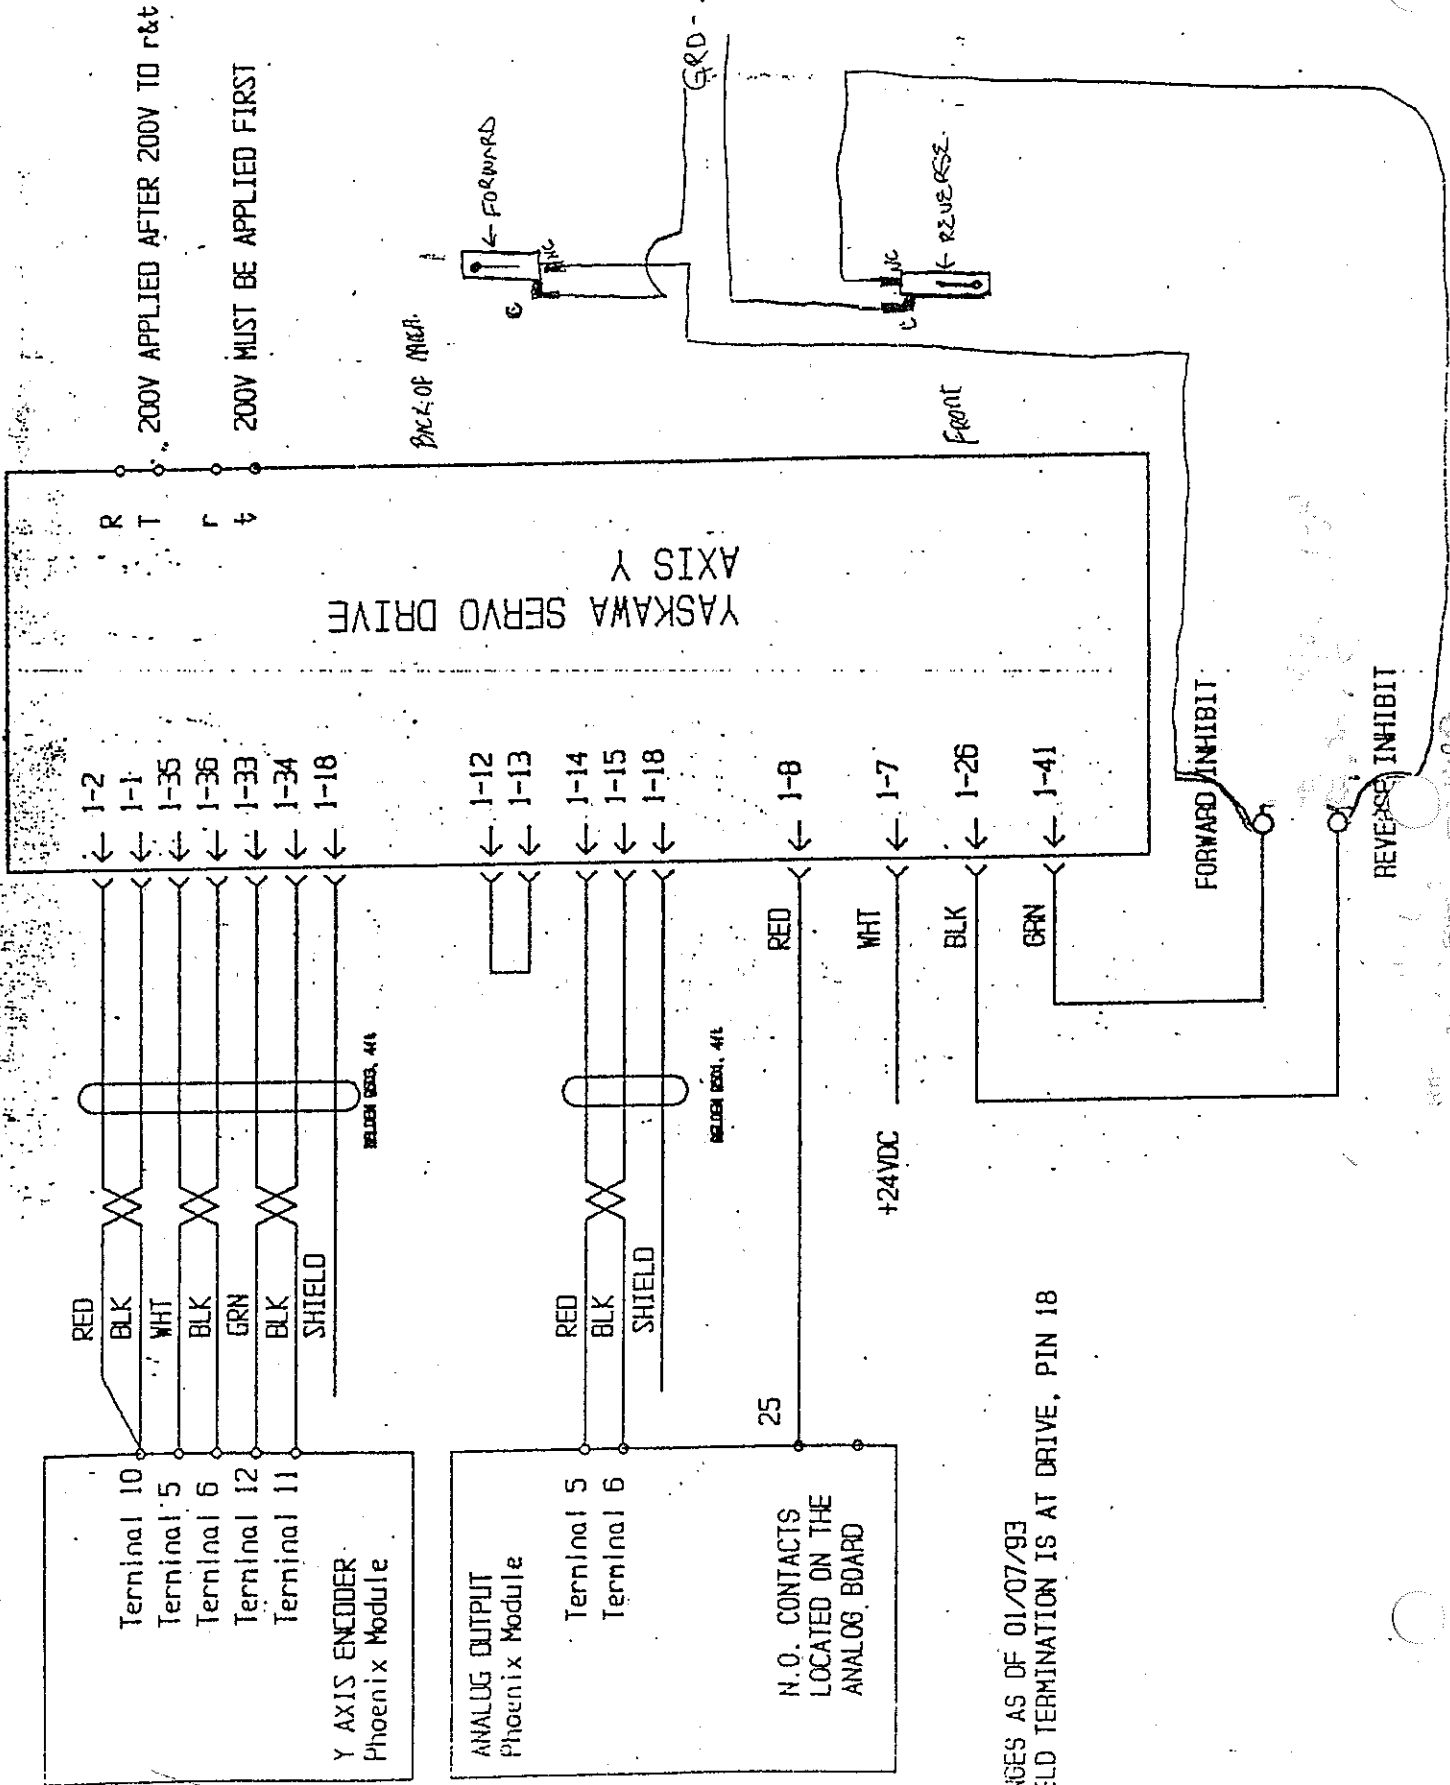 R
T
200V APPLIED AFTER 200V TO r&t
r
t
200V MUST BE APPLIED FIRST
YASKAWA SERVO DRIVE
AXIS Y
BACK OF MACH.
← FORWARD
C
NC
GRD -
FRONT
← REVERSE
C
NC
1-2
1-1
1-35
1-36
1-33
1-34
1-18
1-12
1-13
1-14
1-15
1-18
1-8
1-7
1-26
1-41
RED
WHT
BLK
GRN
FORWARD INHIBIT
REVERSE INHIBIT
+24VDC
RED
BLK
WHT
BLK
GRN
BLK
SHIELD
RED
BLK
SHIELD
25
Terminal 10
Terminal 5
Terminal 6
Terminal 12
Terminal 11
Y AXIS ENCODER
Phoenix Module
ANALOG OUTPUT
Phoenix Module
Terminal 5
Terminal 6
N.O. CONTACTS
LOCATED ON THE
ANALOG BOARD
AS OF 01/07/93
TERMINATION IS AT DRIVE, PIN 18